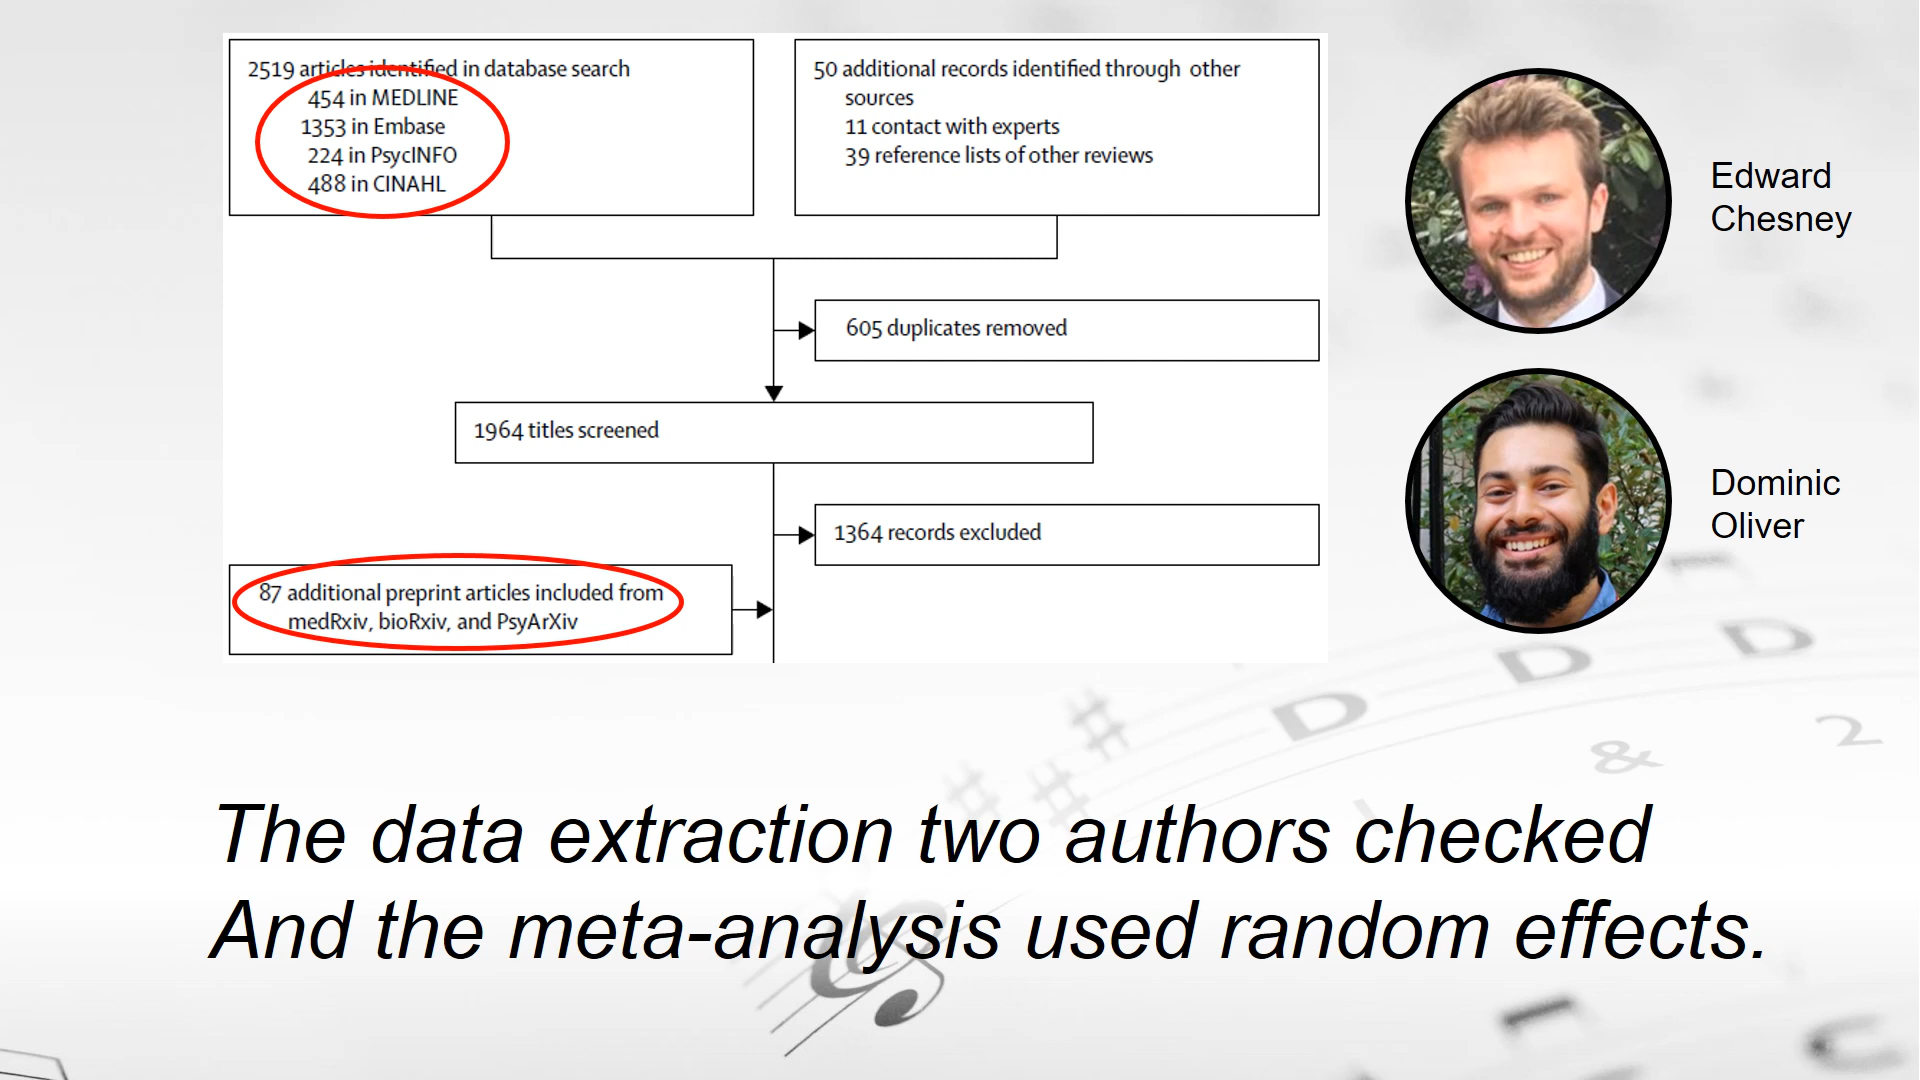 2519 articles identified in database search
454 in MEDLINE
1353 in Embase
224 in PsycINFO
488 in CINAHL
50 additional records identified through other
sources
11 contact with experts
39 reference lists of other reviews
605 duplicates removed
1964 titles screened
1364 records excluded
87 additional preprint articles included from
medRxiv, bioRxiv, and PsyArXiv
Edward
Chesney
Dominic
Oliver
D
D
D
&
2
The data extraction two authors checked
And the meta-analysis used random effects.